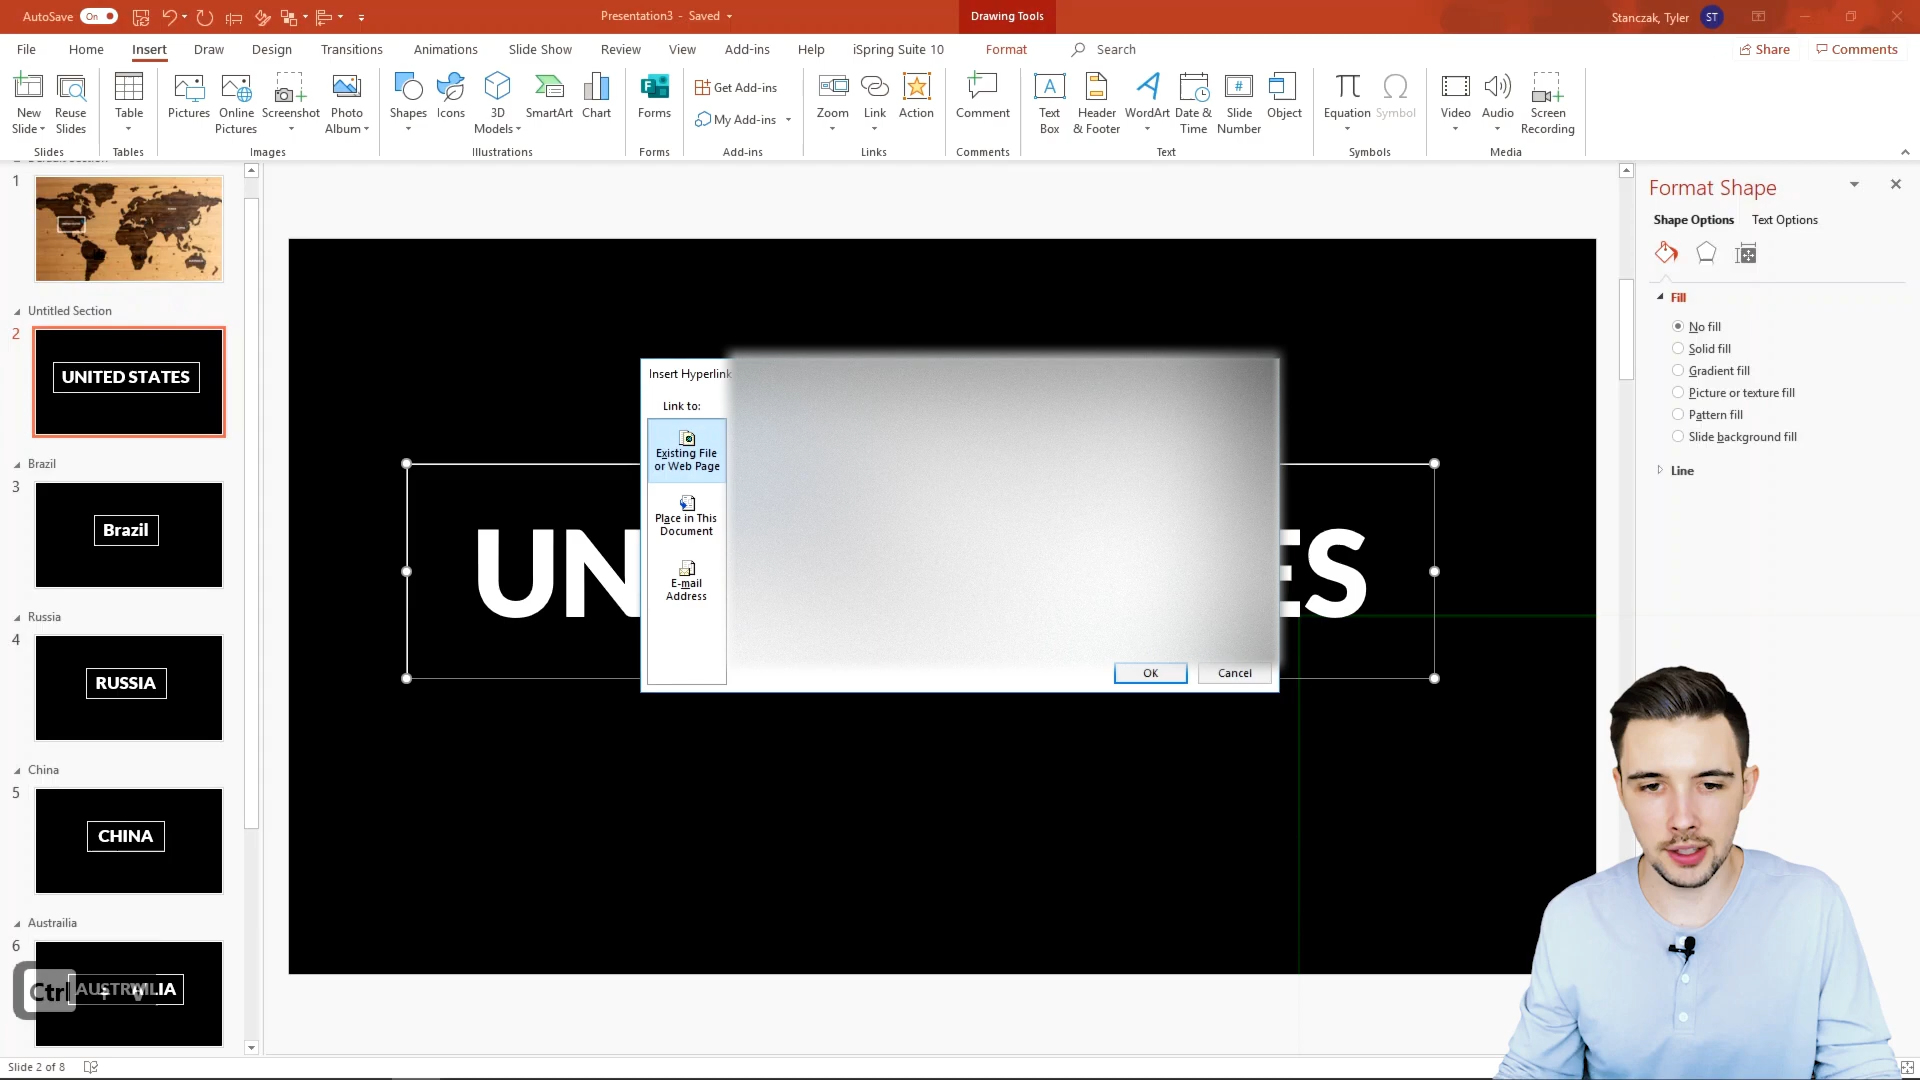 AutoSave On
Presentation3 - Saved
Drawing Tools
Stanczak, Tyler ST
File Home Insert Draw Design Transitions Animations Slide Show Review View Add-ins Help iSpring Suite 10 Format Search Share Comments
New Slide
Reuse Slides
Table
Pictures
Online Pictures
Screenshot
Photo Album
Shapes
Icons
3D Models
SmartArt
Chart
Forms
Get Add-ins
My Add-ins
Zoom
Link
Action
Comment
Text Box
Header & Footer
WordArt
Date & Time
Slide Number
Object
Equation
Symbol
Video
Audio
Screen Recording
Slides Tables Images Illustrations Forms Add-ins Links Comments Text Symbols Media
1
Untitled Section
2
UNITED STATES
Brazil
3
Brazil
Russia
4
RUSSIA
China
5
CHINA
Austrailia
6
Ctrl + V
Insert Hyperlink
Link to:
Existing File
or Web Page
Place in This
Document
E-mail
Address
OK Cancel
UN
ES
Format Shape
Shape Options Text Options
Fill
No fill
Solid fill
Gradient fill
Picture or texture fill
Pattern fill
Slide background fill
Line
Slide 2 of 8